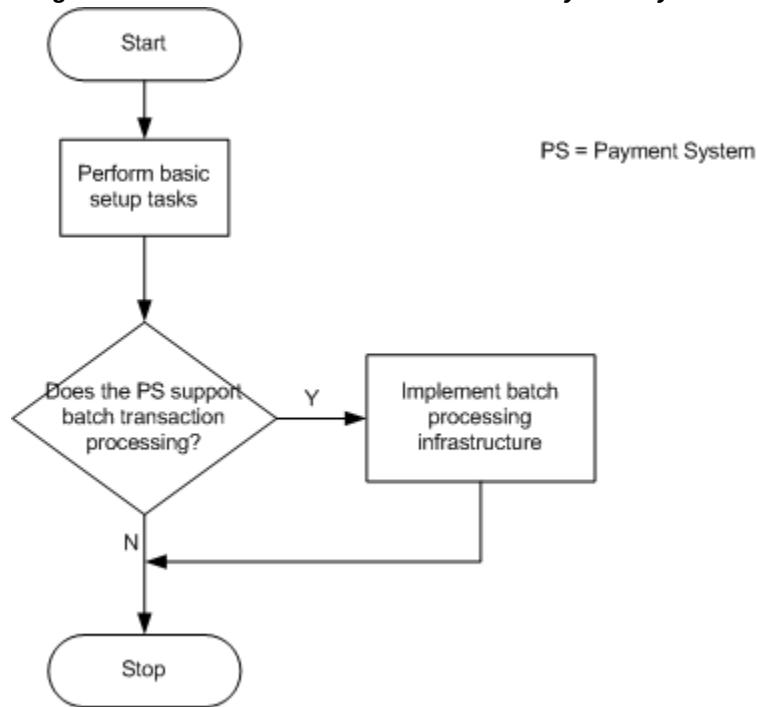 Start
PS = Payment System
Perform basic
setup tasks
Does the PS support
batch transaction
processing?
Y
Implement batch
processing
infrastructure
N
Stop